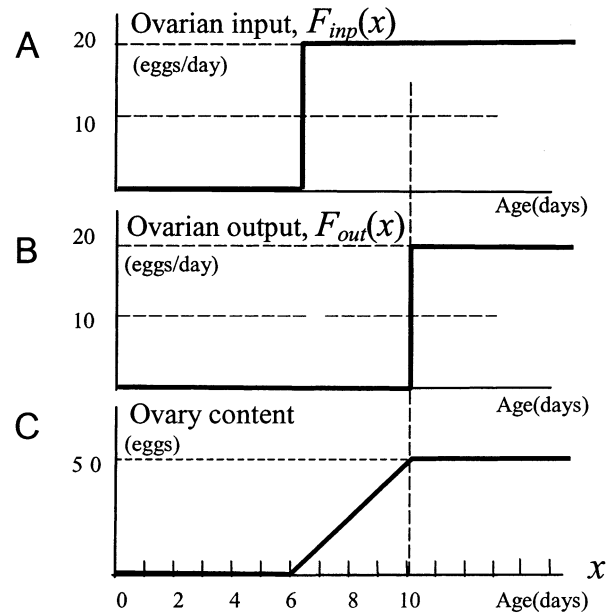 A
Ovarian input, F_inp(x)
20
(eggs/day)
10
Age(days)
B
Ovarian output, F_out(x)
20
(eggs/day)
10
Age(days)
C
Ovary content
(eggs)
5 0
x
0 2 4 6 8 10 Age(days)